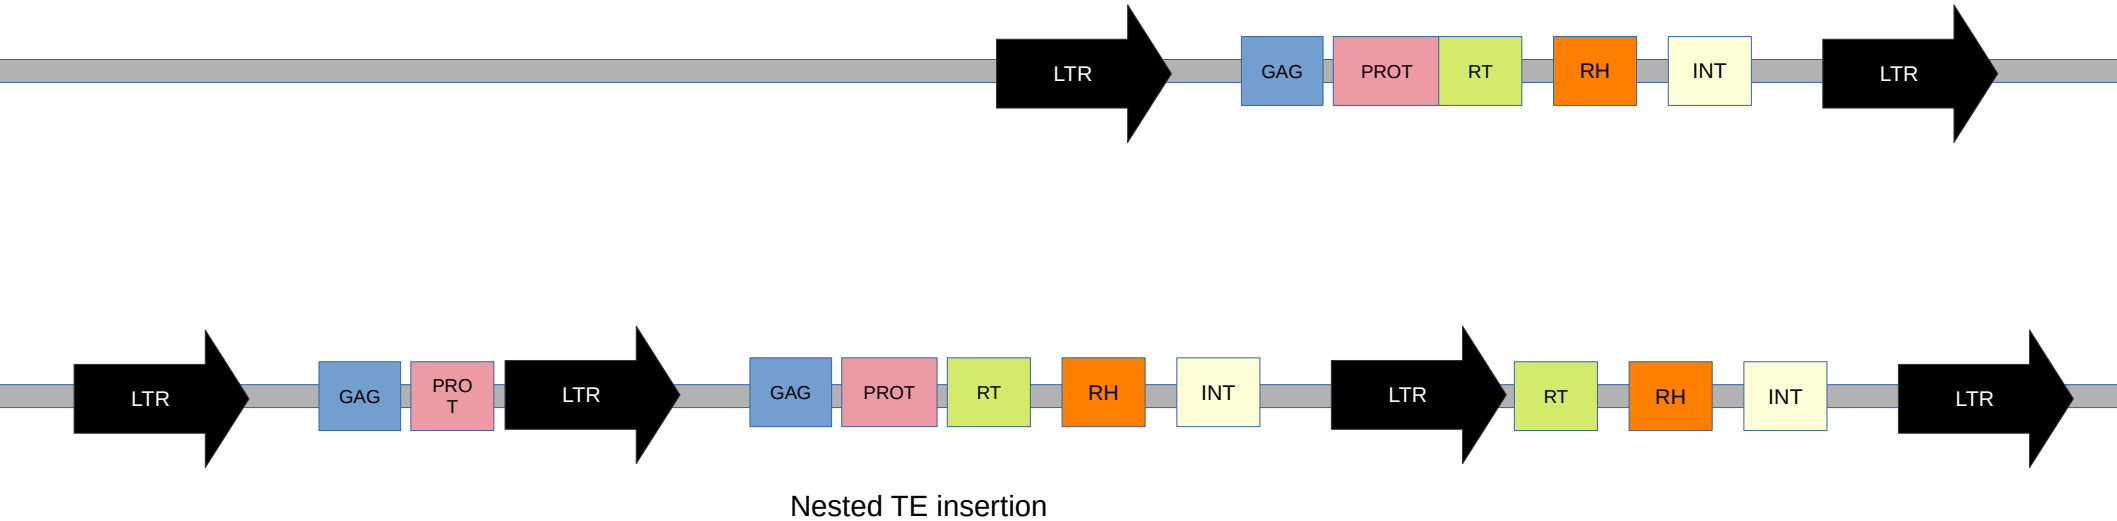 LTR GAG PROT RT RH INT LTR
LTR GAG PRO
T LTR GAG PROT RT RH INT LTR RT RH INT LTR
Nested TE insertion